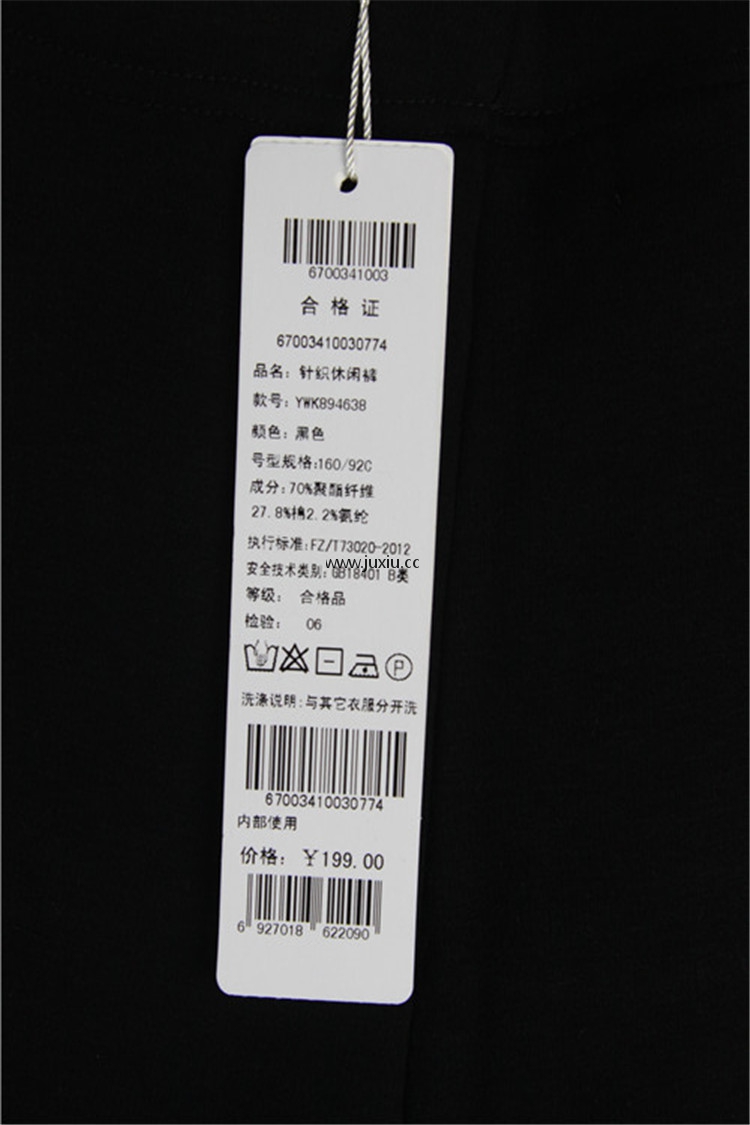 6700341003
合格证
67003410030774
品名：针织休闲裤
款号：YWK894638
颜色：黑色
号型规格:160/92C
成分:70%聚酯纤维
27.8%棉2.2%氨纶
执行标准:FZ/T73020-2012
www.juxiu.cc
安全技术类别:GB18401 B类
等级： 合格品
检验： 06
P
洗涤说明:与其它衣服分开洗
67003410030774
内部使用
价格：￥199.00
6 927018 622090